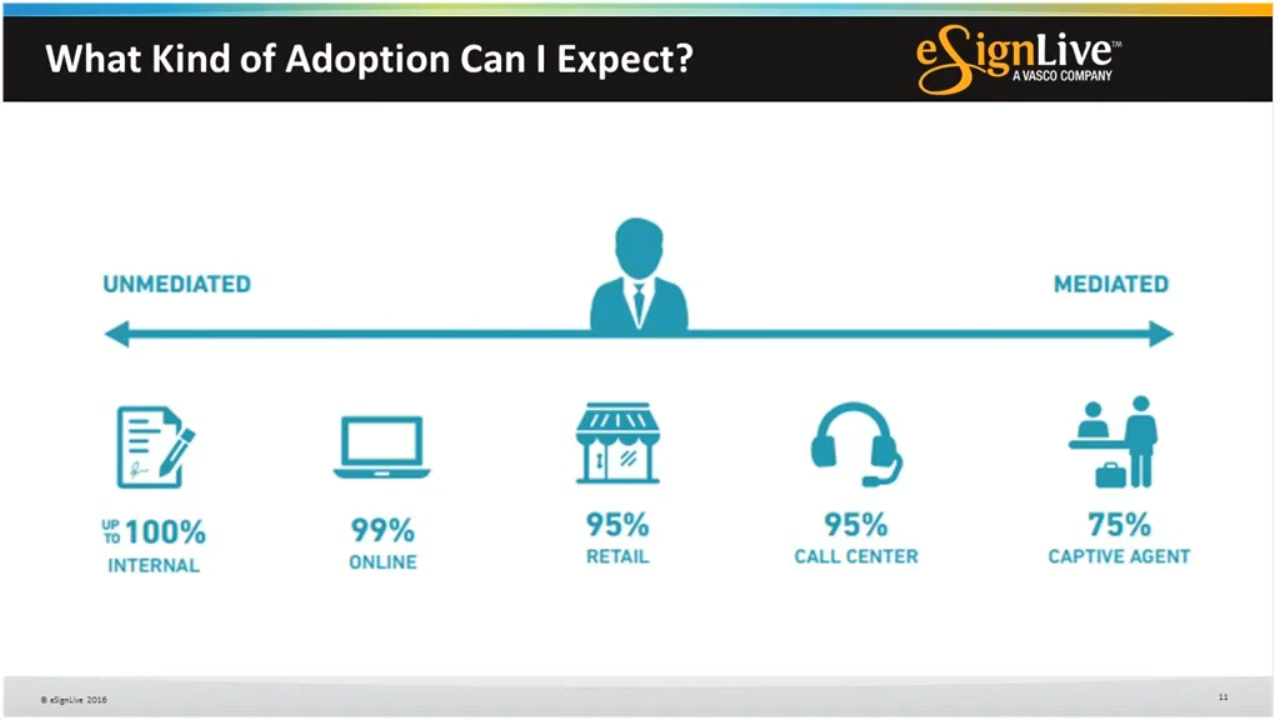 What Kind of Adoption Can I Expect?
eSignLive™
A VASCO COMPANY
UNMEDIATED
MEDIATED
UP TO 100%
INTERNAL
99%
ONLINE
95%
RETAIL
95%
CALL CENTER
75%
CAPTIVE AGENT
© eSignLive 2016
11